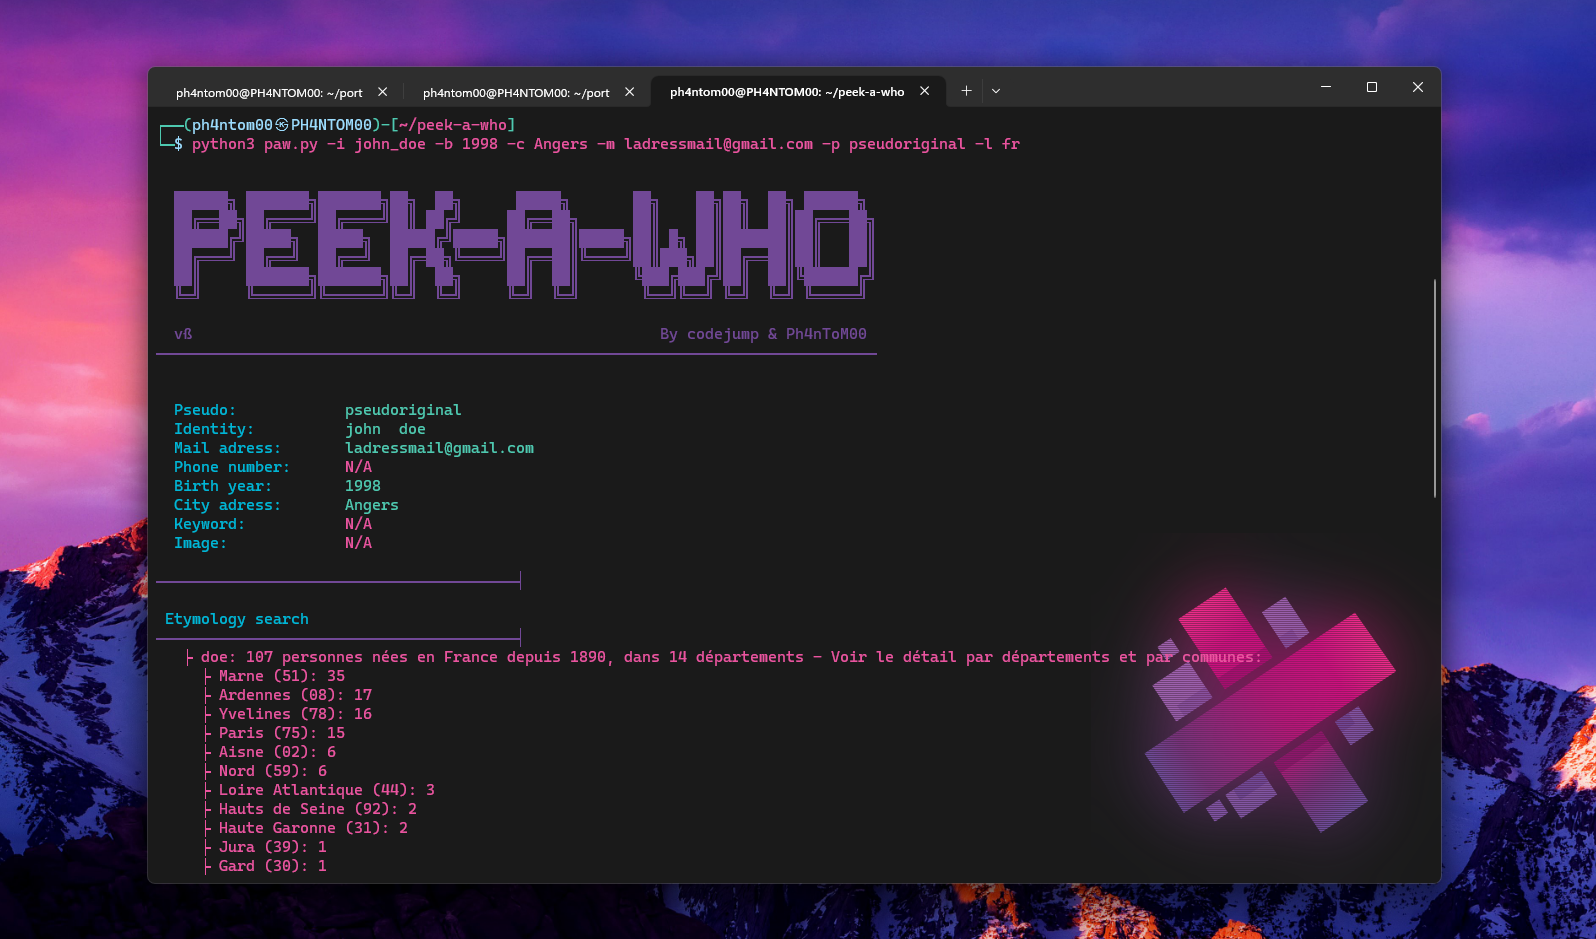 ph4ntom00@PH4NTOM00: ~/port
ph4ntom00@PH4NTOM00: ~/port
ph4ntom00@PH4NTOM00: ~/peek-a-who
(ph4ntom00㉿PH4NTOM00)-[~/peek-a-who]
$ python3 paw.py -i john_doe -b 1998 -c Angers -m ladressmail@gmail.com -p pseudoriginal -l fr
PEEK-A-WHO
vß By codejump & Ph4nToM00
Pseudo: pseudoriginal
Identity: john  doe
Mail adress: ladressmail@gmail.com
Phone number: N/A
Birth year: 1998
City adress: Angers
Keyword: N/A
Image: N/A
Etymology search
├ doe: 107 personnes nées en France depuis 1890, dans 14 départements - Voir le détail par départements et par communes:
├ Marne (51): 35
├ Ardennes (08): 17
├ Yvelines (78): 16
├ Paris (75): 15
├ Aisne (02): 6
├ Nord (59): 6
├ Loire Atlantique (44): 3
├ Hauts de Seine (92): 2
├ Haute Garonne (31): 2
├ Jura (39): 1
├ Gard (30): 1